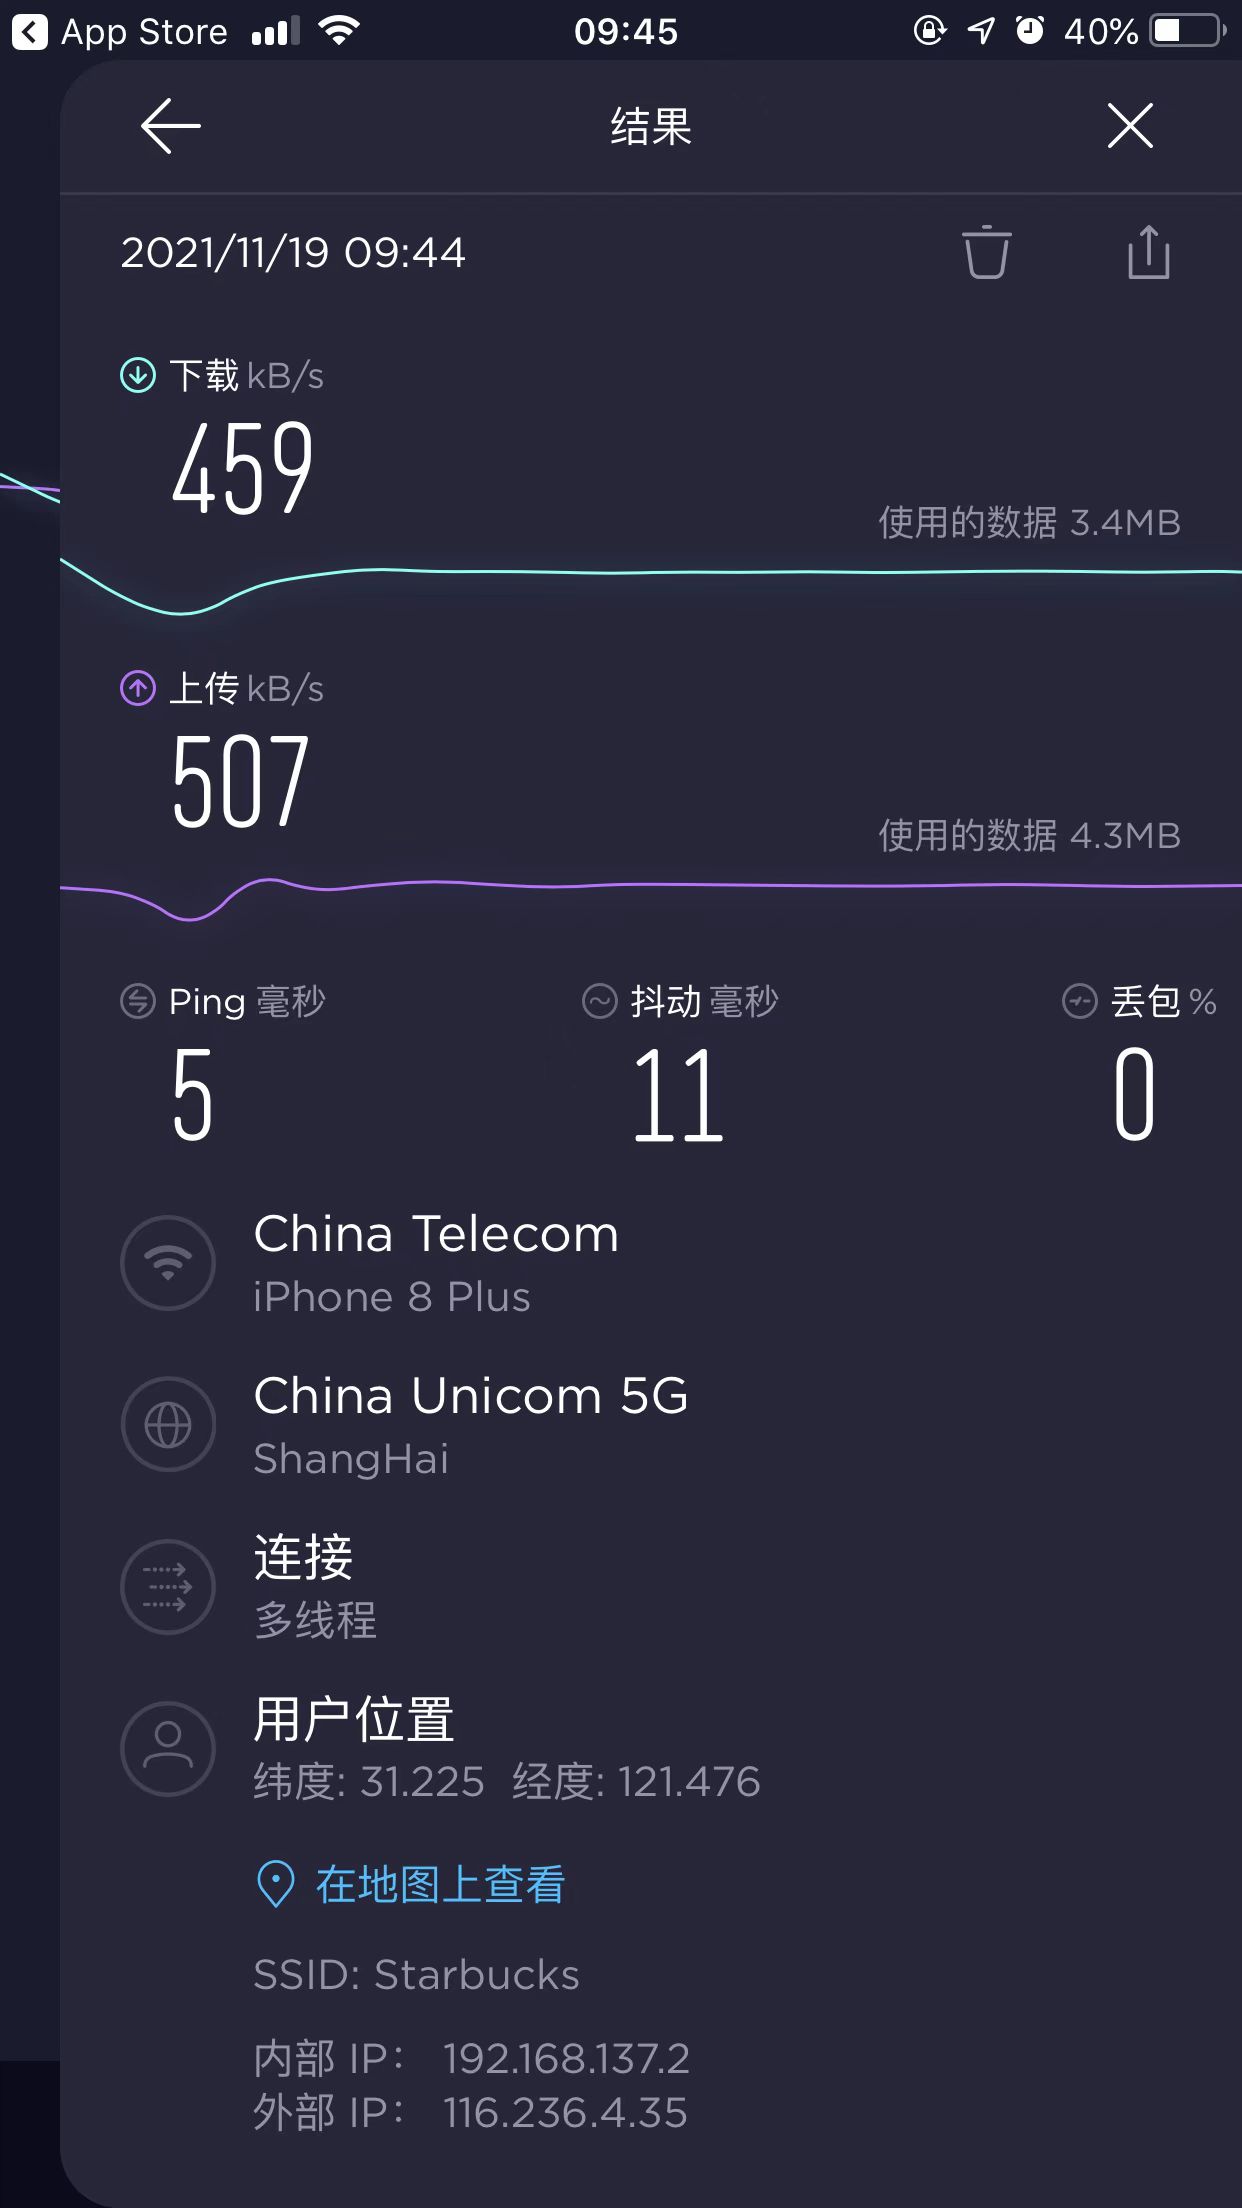 App Store 09:45 40%
结果
2021/11/19 09:44
下载 kB/s
459
使用的数据 3.4MB
上传 kB/s
507
使用的数据 4.3MB
Ping 毫秒 抖动 毫秒 丢包 %
5 11 0
China Telecom
iPhone 8 Plus
China Unicom 5G
ShangHai
连接
多线程
用户位置
纬度: 31.225 经度: 121.476
在地图上查看
SSID: Starbucks
内部 IP： 192.168.137.2
外部 IP： 116.236.4.35